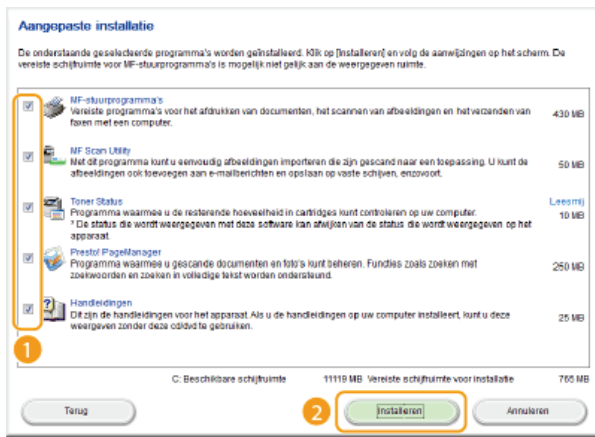 Aangepaste installatie
De onderstaande geselecteerde programma's worden geïnstalleerd. Klik op [Installeren] en volg de aanwijzingen op het scherm. De
vereiste schijfruimte voor MF-stuurprogramma's is mogelijk niet gelijk aan de weergegeven ruimte.
MF-stuurprogramma's
Vereiste programma's voor het afdrukken van documenten, het scannen van afbeeldingen en het verzenden van
faxen met een computer.
430 MB
MF Scan Utility
Met dit programma kunt u eenvoudig afbeeldingen importeren die zijn gescand naar een toepassing. U kunt de
afbeeldingen ook toevoegen aan e-mailberichten en opslaan op vaste schijven, enzovoort.
50 MB
Toner Status
Leesmij
Programma waarmee u de resterende hoeveelheid in cartridges kunt controleren op uw computer.
10 MB
* De status die wordt weergegeven met deze software kan afwijken van de status die wordt weergegeven op het
apparaat.
Presto! PageManager
Programma waarmee u gescande documenten en foto's kunt beheren. Functies zoals zoeken met
zoekwoorden en zoeken in volledige tekst worden ondersteund.
250 MB
Handleidingen
Dit zijn de handleidingen voor het apparaat. Als u de handleidingen op uw computer installeert, kunt u deze
weergeven zonder deze cd/dvd te gebruiken.
25 MB
1
C: Beschikbare schijfruimte 11119 MB Vereiste schijfruimte voor installatie 765 MB
Terug 2 Installeren Annuleren